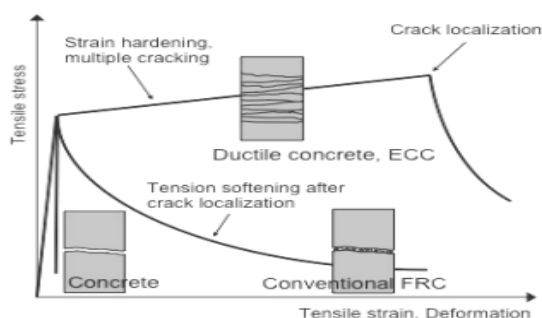 Tensile stress
Strain hardening,
multiple cracking
Crack localization
Ductile concrete, ECC
Tension softening after
crack localization
Concrete
Conventional FRC
Tensile strain, Deformation